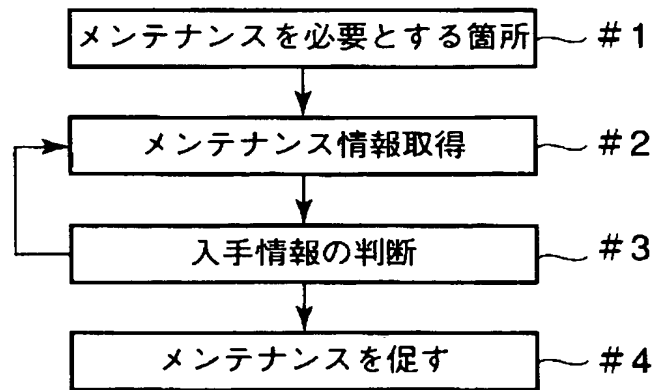 メンテナンスを必要とする箇所 #1
メンテナンス情報取得 #2
入手情報の判断 #3
メンテナンスを促す #4